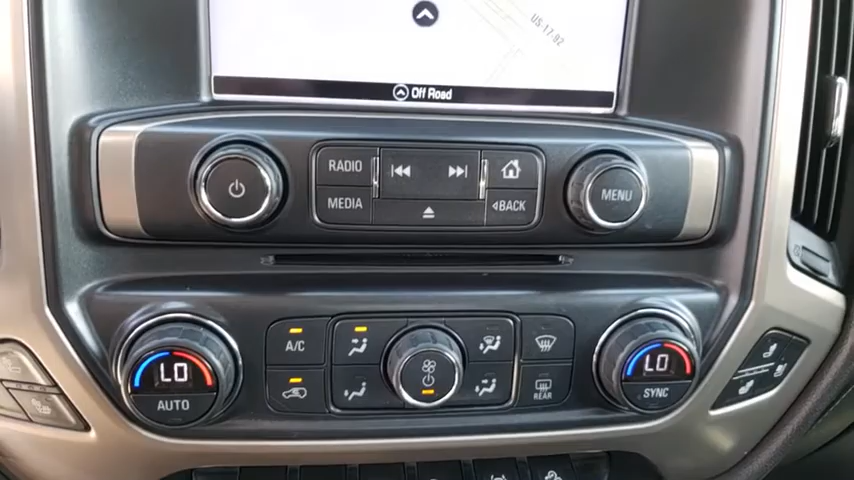 US-17-92
Off Road
RADIO
MEDIA
BACK
MENU
A/C
REAR
LO
AUTO
LO
SYNC